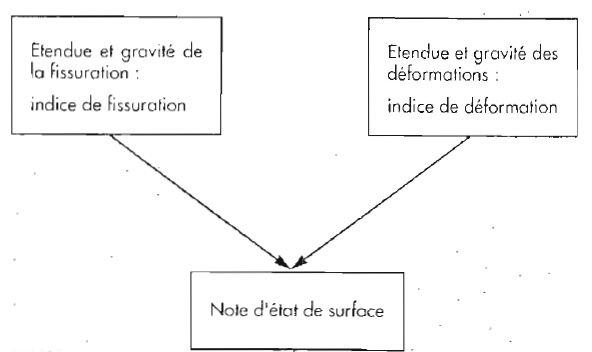 Etendue et gravité de
la fissuration :
indice de fissuration
Etendue et gravité des
déformations :
indice de déformation
Note d'état de surface